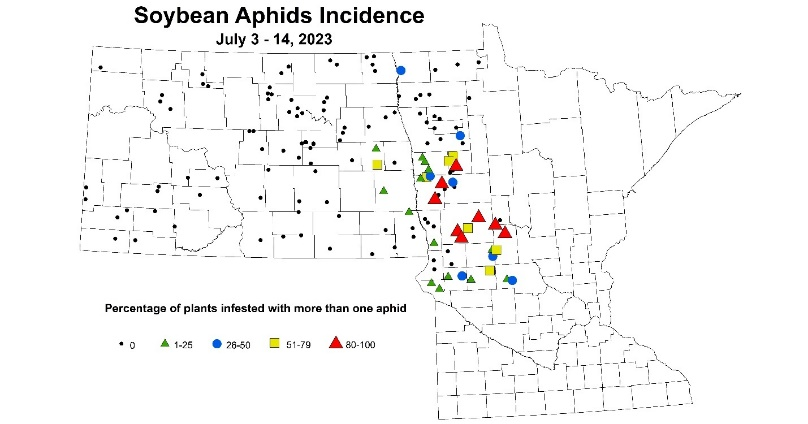 Soybean Aphids Incidence
July 3 - 14, 2023
Percentage of plants infested with more than one aphid
0 1-25 26-50 51-79 80-100